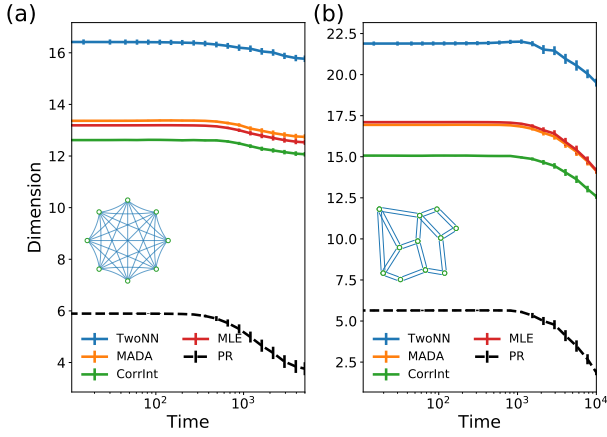 (a)
(b)
Dimension
16
14
12
10
8
6
4
22.5
20.0
17.5
15.0
12.5
10.0
7.5
5.0
2.5
TwoNN
MLE
MADA
PR
CorrInt
TwoNN
MLE
MADA
PR
CorrInt
10²
10³
10²
10³
10⁴
Time
Time